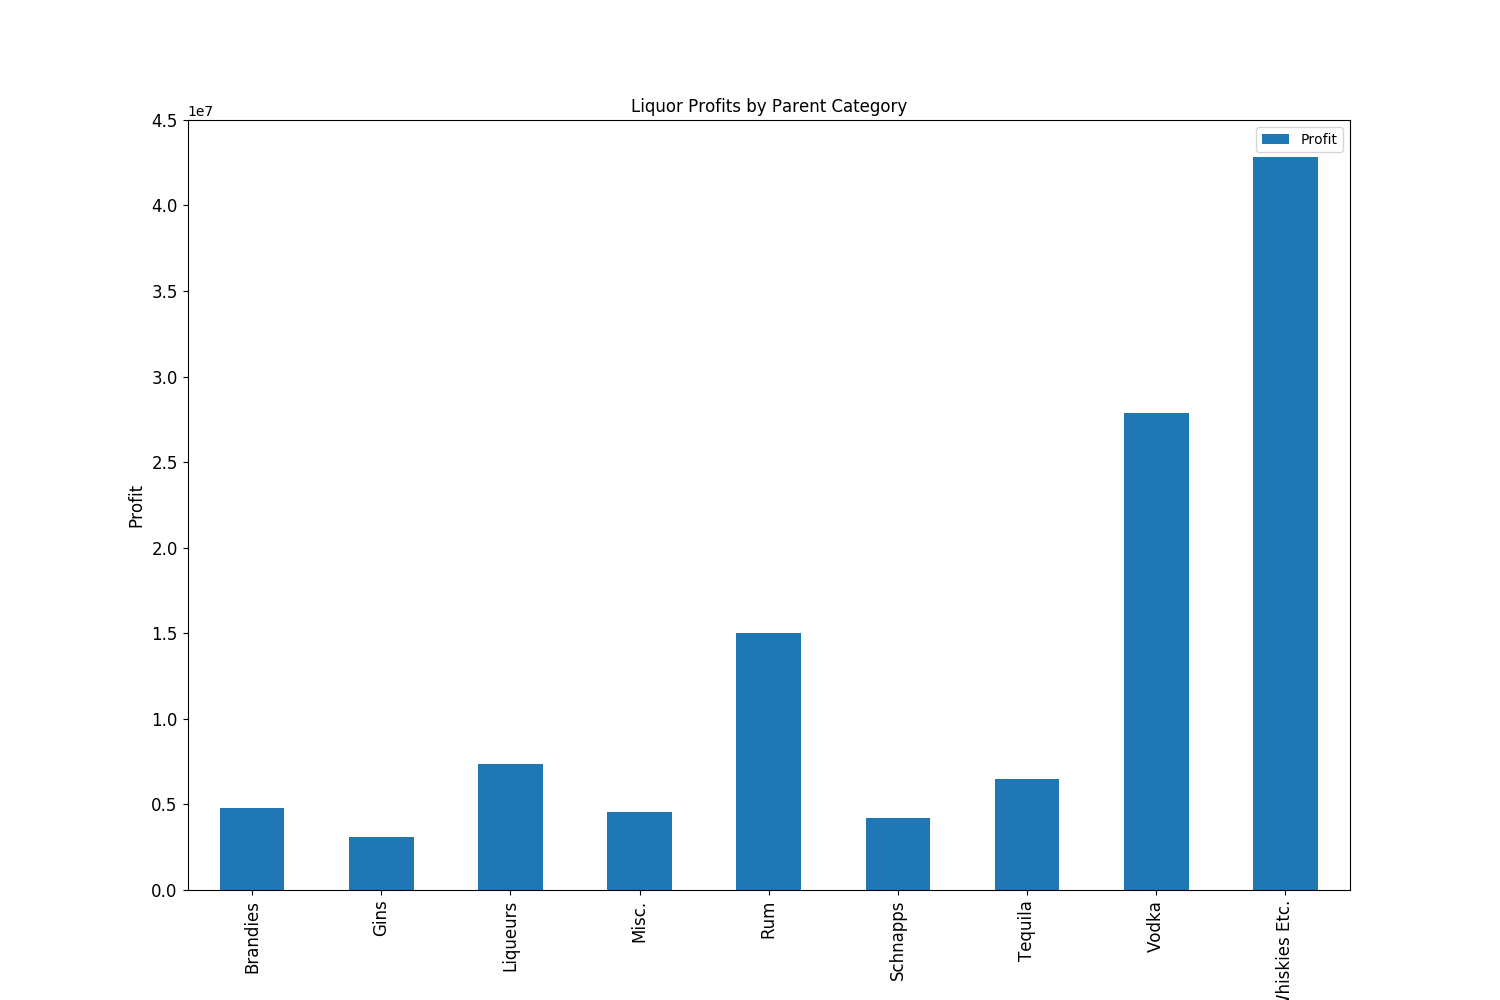 Liquor Profits by Parent Category
1e7
Profit
4.5
4.0
3.5
3.0
2.5
2.0
1.5
1.0
0.5
0.0
Profit
Brandies
Gins
Liqueurs
Misc.
Rum
Schnapps
Tequila
Vodka
Whiskies Etc.